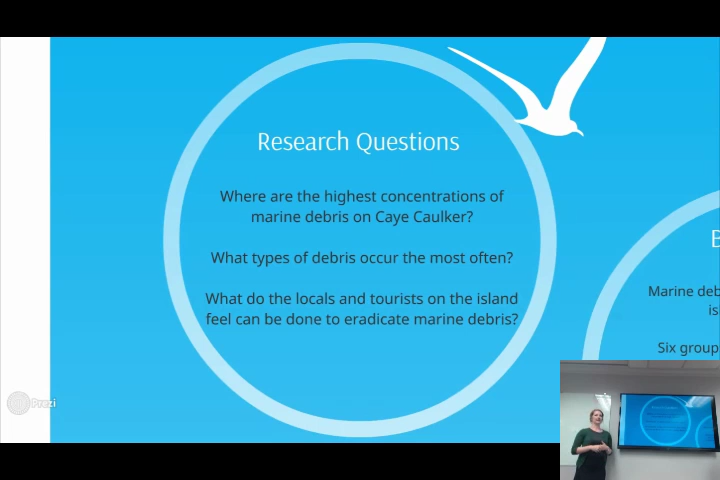 Research Questions
Where are the highest concentrations of
marine debris on Caye Caulker?
What types of debris occur the most often?
What do the locals and tourists on the island
feel can be done to eradicate marine debris?
B
Marine deb
is
Six group
Prezi